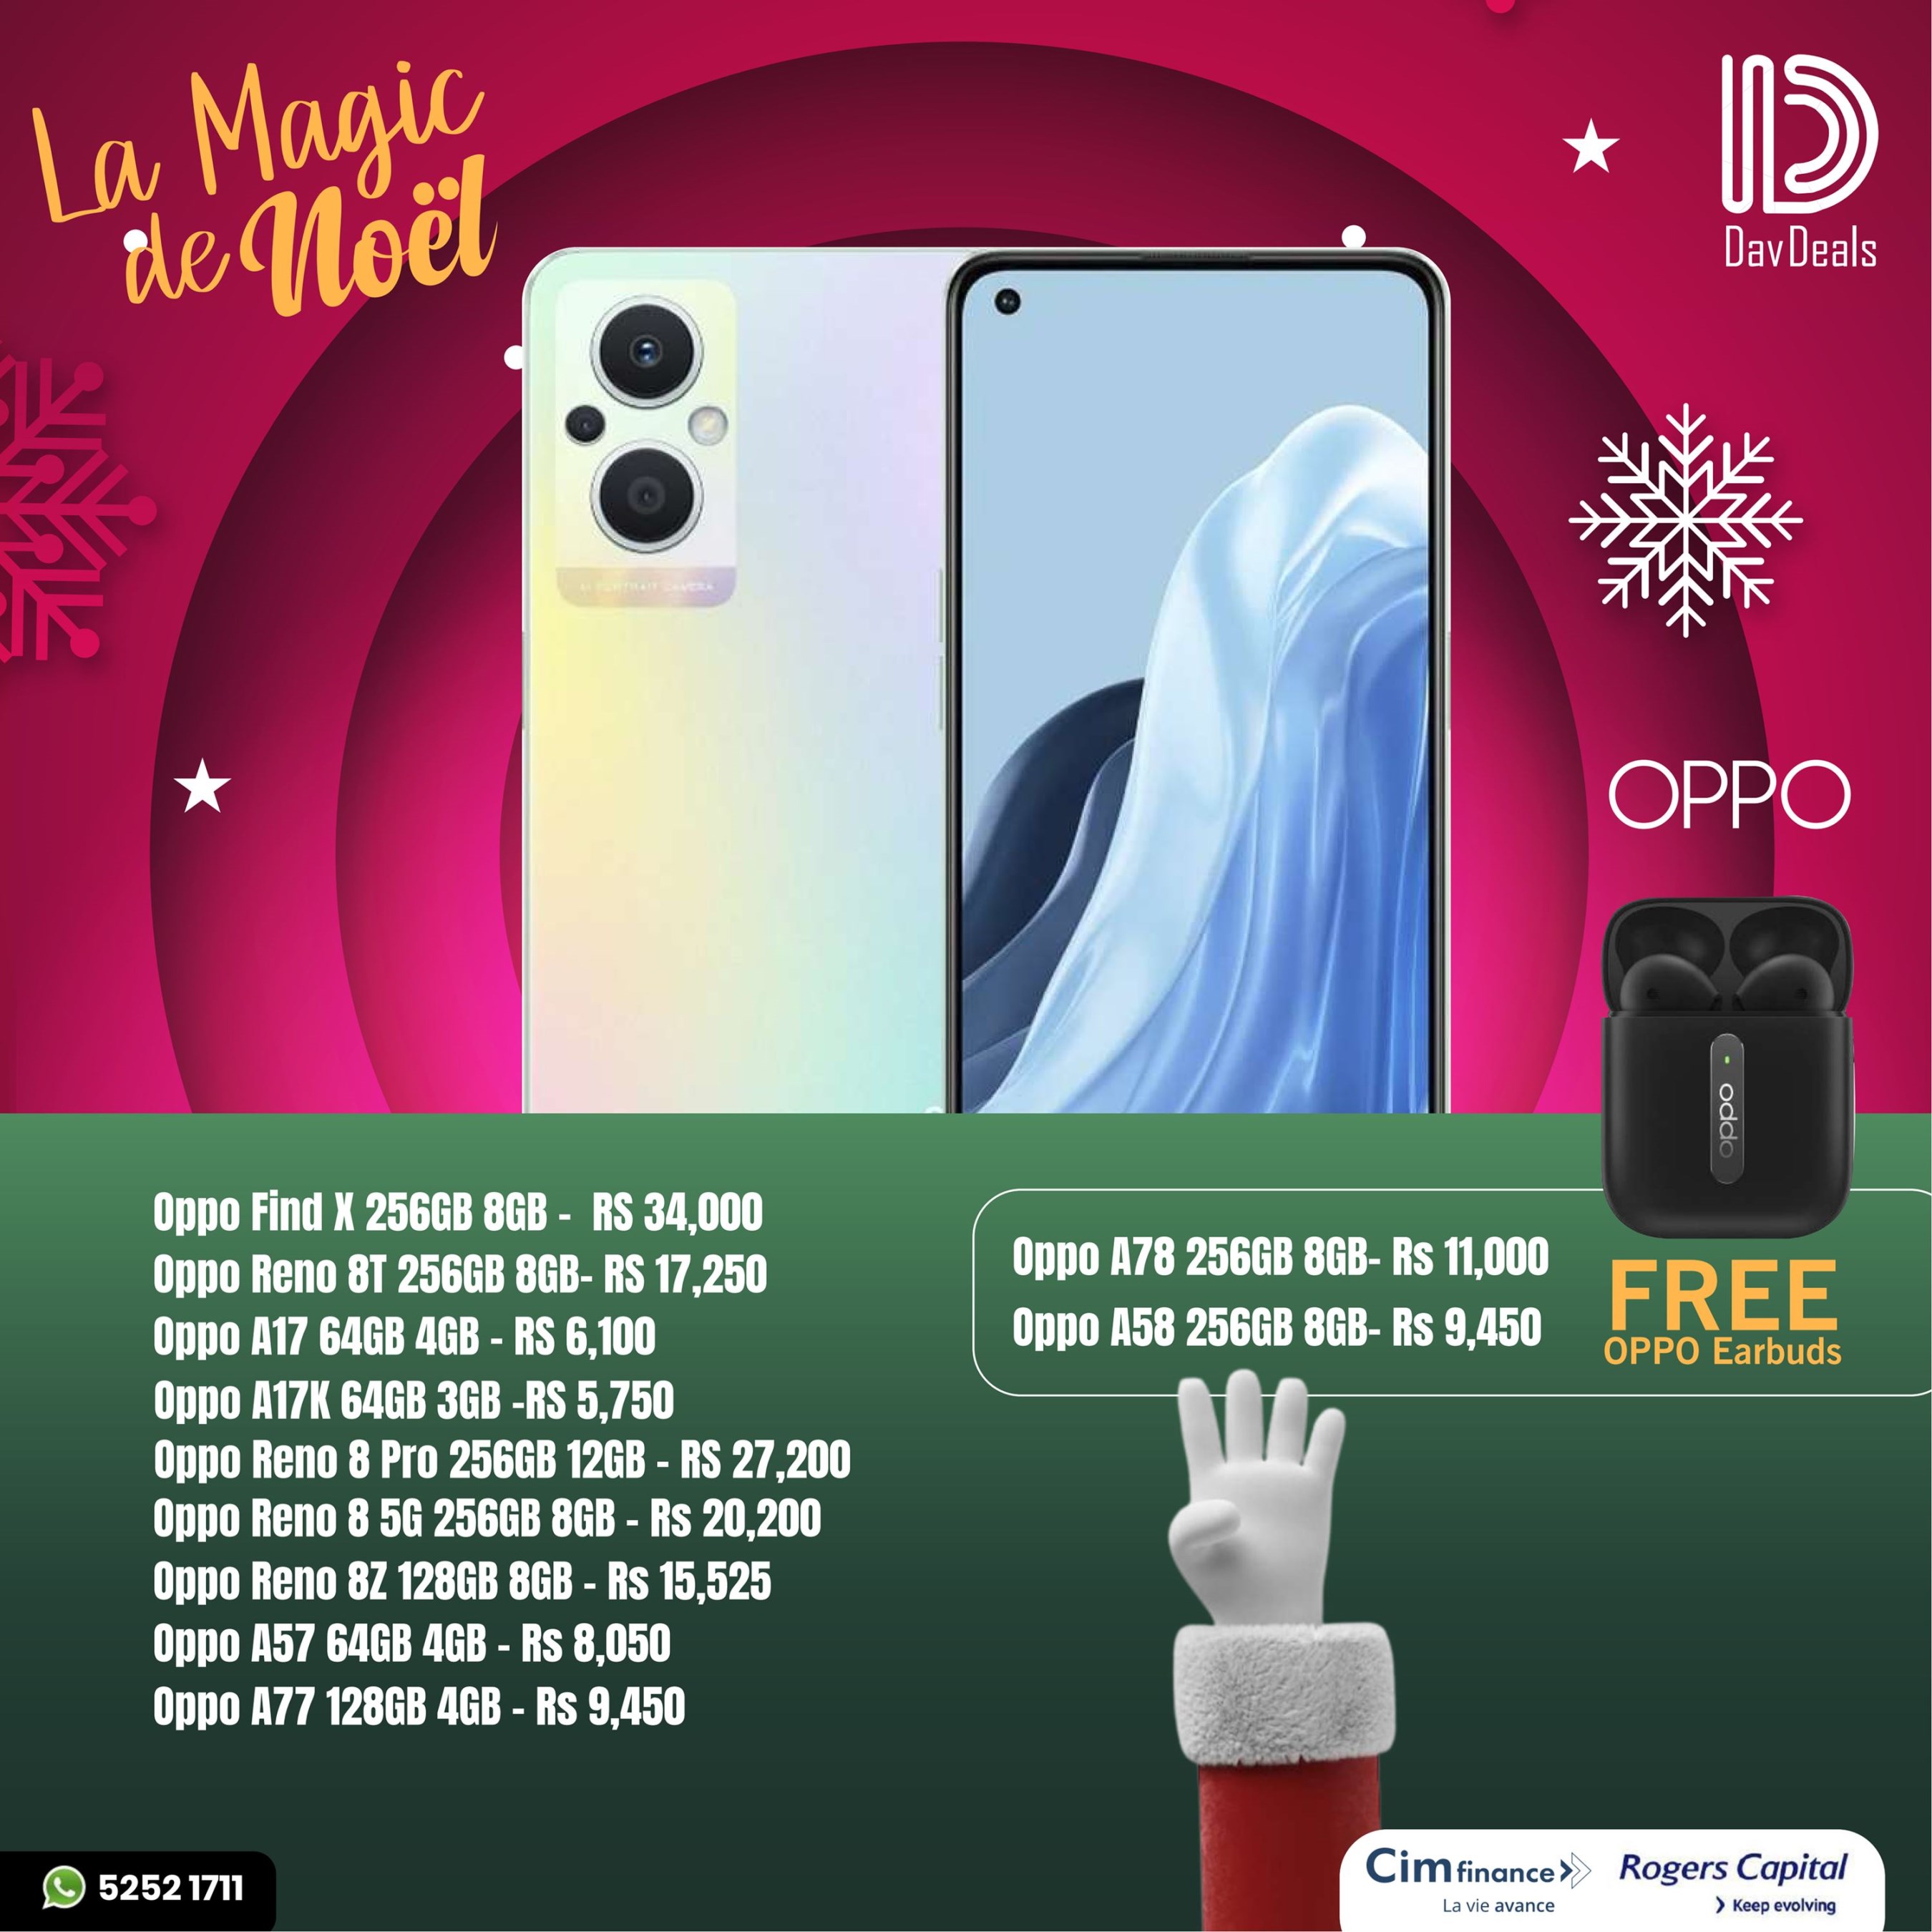 La Magic
de Noël
DavDeals
AI PORTRAIT CAMERA
OPPO
oppo
Oppo Find X 256GB 8GB -  RS 34,000
Oppo Reno 8T 256GB 8GB- RS 17,250
Oppo A17 64GB 4GB - RS 6,100
Oppo A17K 64GB 3GB -RS 5,750
Oppo Reno 8 Pro 256GB 12GB - RS 27,200
Oppo Reno 8 5G 256GB 8GB - Rs 20,200
Oppo Reno 8Z 128GB 8GB - Rs 15,525
Oppo A57 64GB 4GB - Rs 8,050
Oppo A77 128GB 4GB - Rs 9,450
Oppo A78 256GB 8GB- Rs 11,000
Oppo A58 256GB 8GB- Rs 9,450
FREE
OPPO Earbuds
5252 1711
Cim finance
La vie avance
Rogers Capital
Keep evolving